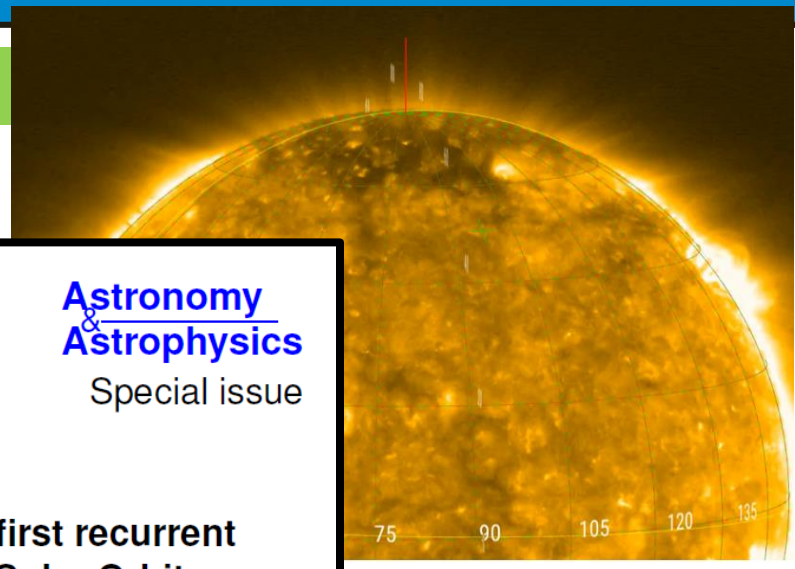 Astronomy
&
Astrophysics
Special issue
first recurrent
75 90 105 120 135